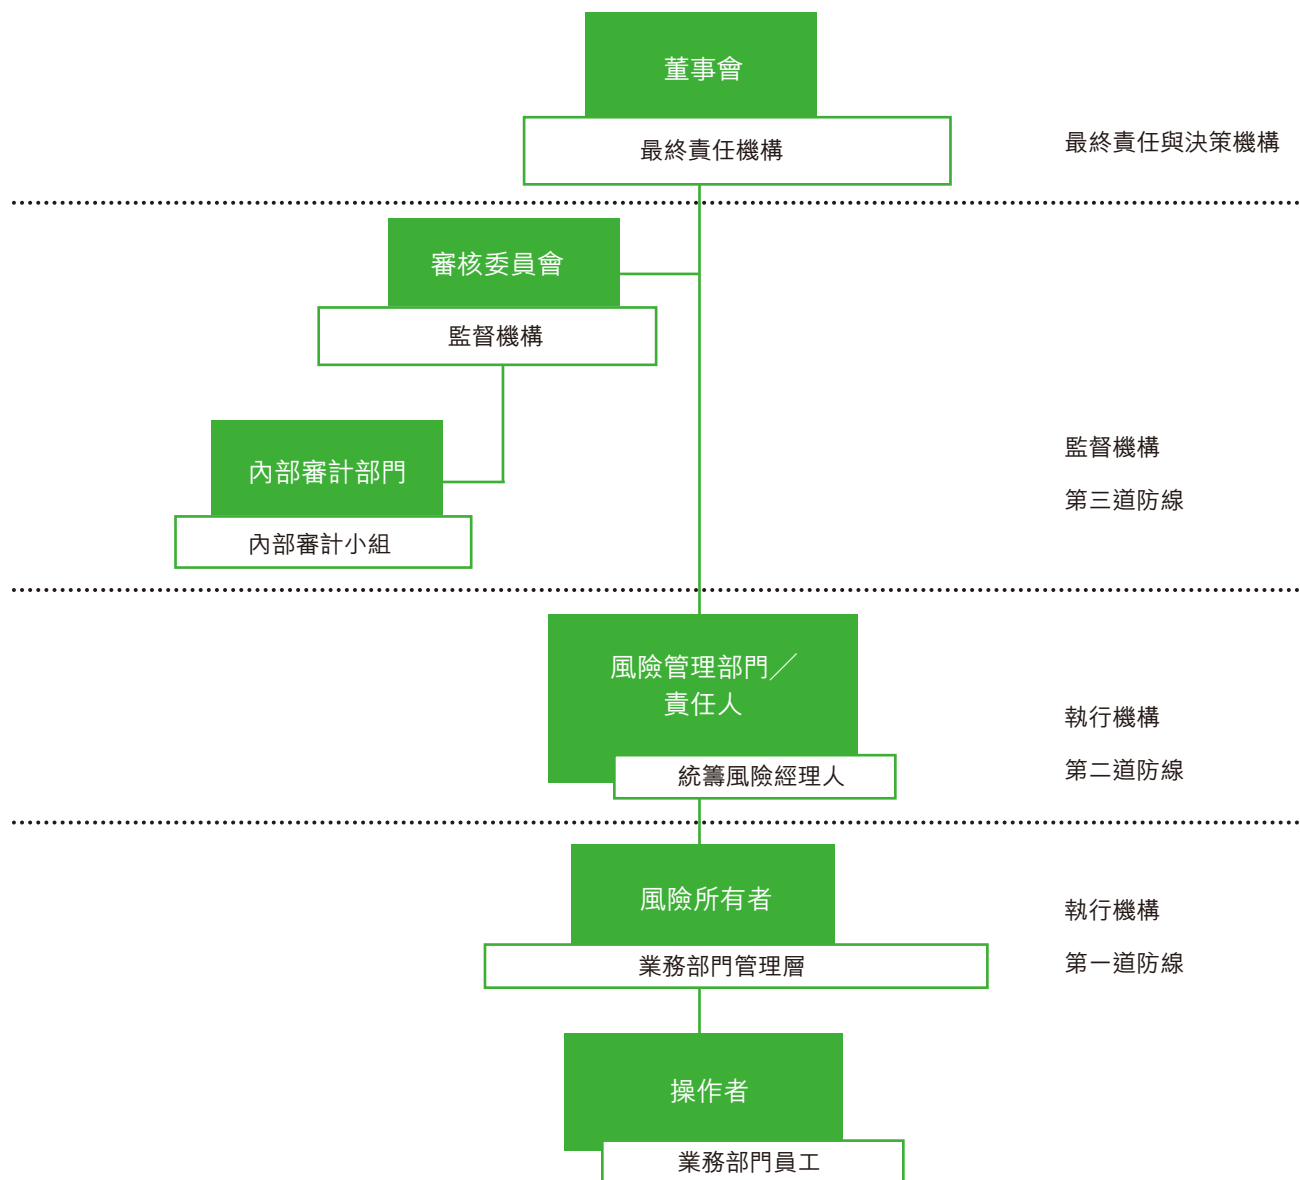 董事會
最終責任機構
最終責任與決策機構
審核委員會
監督機構
內部審計部門
內部審計小組
監督機構
第三道防線
風險管理部門╱
責任人
統籌風險經理人
執行機構
第二道防線
風險所有者
業務部門管理層
執行機構
第一道防線
操作者
業務部門員工